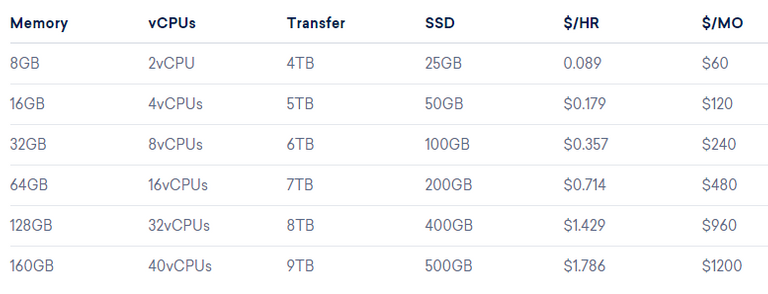 Memory vCPUs Transfer SSD $/HR $/MO
8GB 2vCPU 4TB 25GB 0.089 $60
16GB 4vCPUs 5TB 50GB $0.179 $120
32GB 8vCPUs 6TB 100GB $0.357 $240
64GB 16vCPUs 7TB 200GB $0.714 $480
128GB 32vCPUs 8TB 400GB $1.429 $960
160GB 40vCPUs 9TB 500GB $1.786 $1200